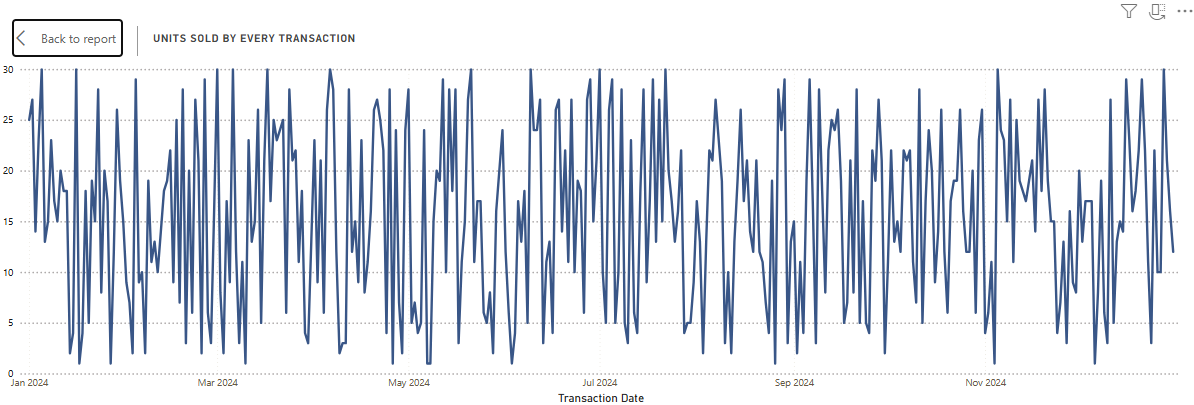 Back to report
UNITS SOLD BY EVERY TRANSACTION
30
25
20
15
10
5
0
Jan 2024 Mar 2024 May 2024 Jul 2024 Sep 2024 Nov 2024
Transaction Date